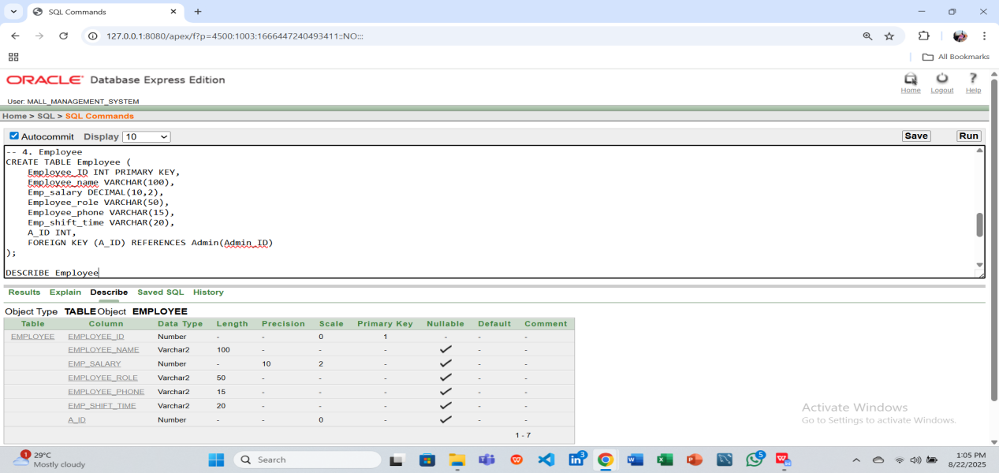 SQL Commands
127.0.0.1:8080/apex/f?p=4500:1003:1666447240493411::NO:::
All Bookmarks
ORACLE Database Express Edition
Home Logout Help
User: MALL_MANAGEMENT_SYSTEM
Home > SQL > SQL Commands
Autocommit Display 10 Save Run
-- 4. Employee
CREATE TABLE Employee (
    Employee_ID INT PRIMARY KEY,
    Employee_name VARCHAR(100),
    Emp_salary DECIMAL(10,2),
    Employee_role VARCHAR(50),
    Employee_phone VARCHAR(15),
    Emp_shift_time VARCHAR(20),
    A_ID INT,
    FOREIGN KEY (A_ID) REFERENCES Admin(Admin_ID)
);
DESCRIBE Employee
Results Explain Describe Saved SQL History
Object Type TABLE Object EMPLOYEE
Table Column Data Type Length Precision Scale Primary Key Nullable Default Comment
EMPLOYEE EMPLOYEE_ID Number - - 0 1 - - -
EMPLOYEE_NAME Varchar2 100 - - - ✓ - -
EMP_SALARY Number - 10 2 - ✓ - -
EMPLOYEE_ROLE Varchar2 50 - - - ✓ - -
EMPLOYEE_PHONE Varchar2 15 - - - ✓ - -
EMP_SHIFT_TIME Varchar2 20 - - - ✓ - -
A_ID Number - - 0 - ✓ - -
1 - 7
Activate Windows
Go to Settings to activate Windows.
1
29°C
Mostly cloudy
Search
3
5
1:05 PM
8/22/2025